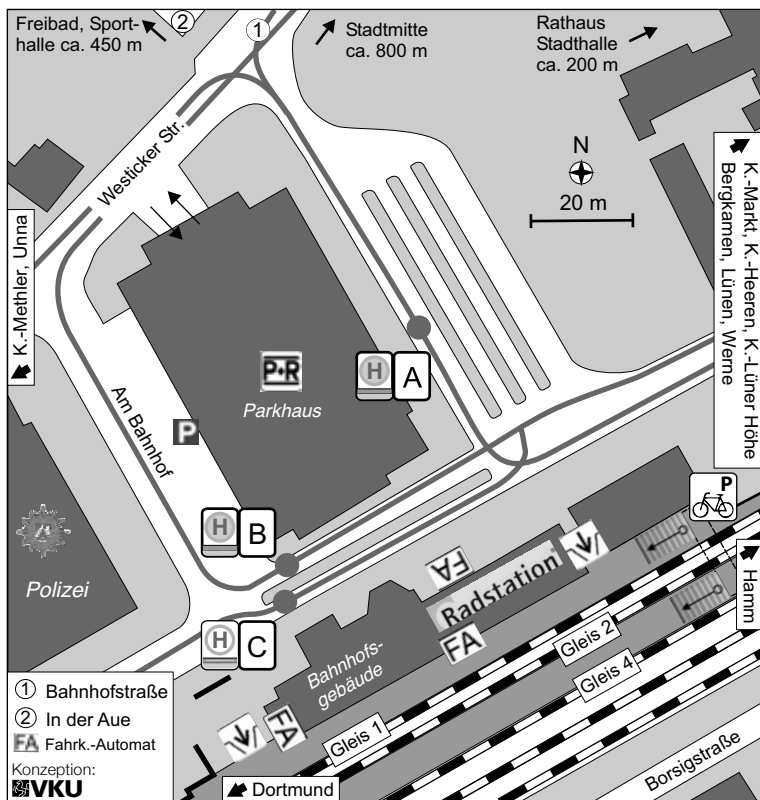 Freibad, Sport-
halle ca. 450 m
2
1
Stadtmitte
ca. 800 m
Rathaus
Stadthalle
ca. 200 m
Westicker Str.
N
20 m
K.-Methler, Unna
K.-Markt, K.-Heeren, K.-Lüner Höhe
Bergkamen, Lünen, Werne
P+R
Parkhaus
H A
Am Bahnhof
P
H B
Polizei
H C
P
Hamm
FA
Radstation
FA
Bahnhofs-
gebäude
FA
Gleis 1
Gleis 2
Gleis 4
1 Bahnhofstraße
2 In der Aue
FA Fahrk.-Automat
Konzeption:
VKU
Dortmund
Borsigstraße